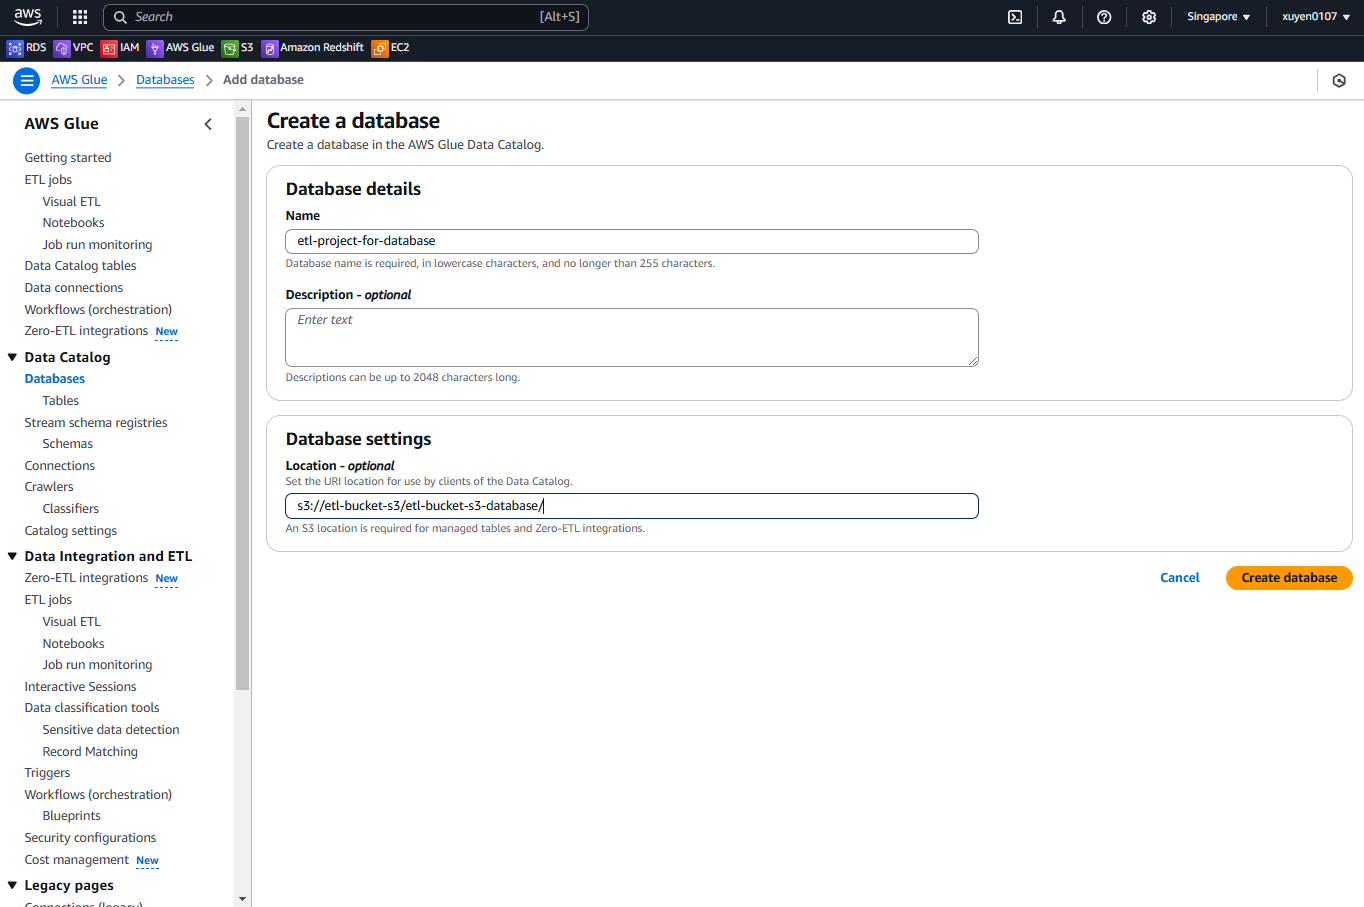 aws
Search [Alt+S]
Singapore ▼ xuyen0107 ▼
RDS VPC IAM AWS Glue S3 Amazon Redshift EC2
AWS Glue > Databases > Add database
AWS Glue
Getting started
ETL jobs
Visual ETL
Notebooks
Job run monitoring
Data Catalog tables
Data connections
Workflows (orchestration)
Zero-ETL integrations New
Data Catalog
Databases
Tables
Stream schema registries
Schemas
Connections
Crawlers
Classifiers
Catalog settings
Data Integration and ETL
Zero-ETL integrations New
ETL jobs
Visual ETL
Notebooks
Job run monitoring
Interactive Sessions
Data classification tools
Sensitive data detection
Record Matching
Triggers
Workflows (orchestration)
Blueprints
Security configurations
Cost management New
Legacy pages
Connections (legacy)
Create a database
Create a database in the AWS Glue Data Catalog.
Database details
Name
etl-project-for-database
Database name is required, in lowercase characters, and no longer than 255 characters.
Description - optional
Enter text
Descriptions can be up to 2048 characters long.
Database settings
Location - optional
Set the URI location for use by clients of the Data Catalog.
s3://etl-bucket-s3/etl-bucket-s3-database/
An S3 location is required for managed tables and Zero-ETL integrations.
Cancel Create database